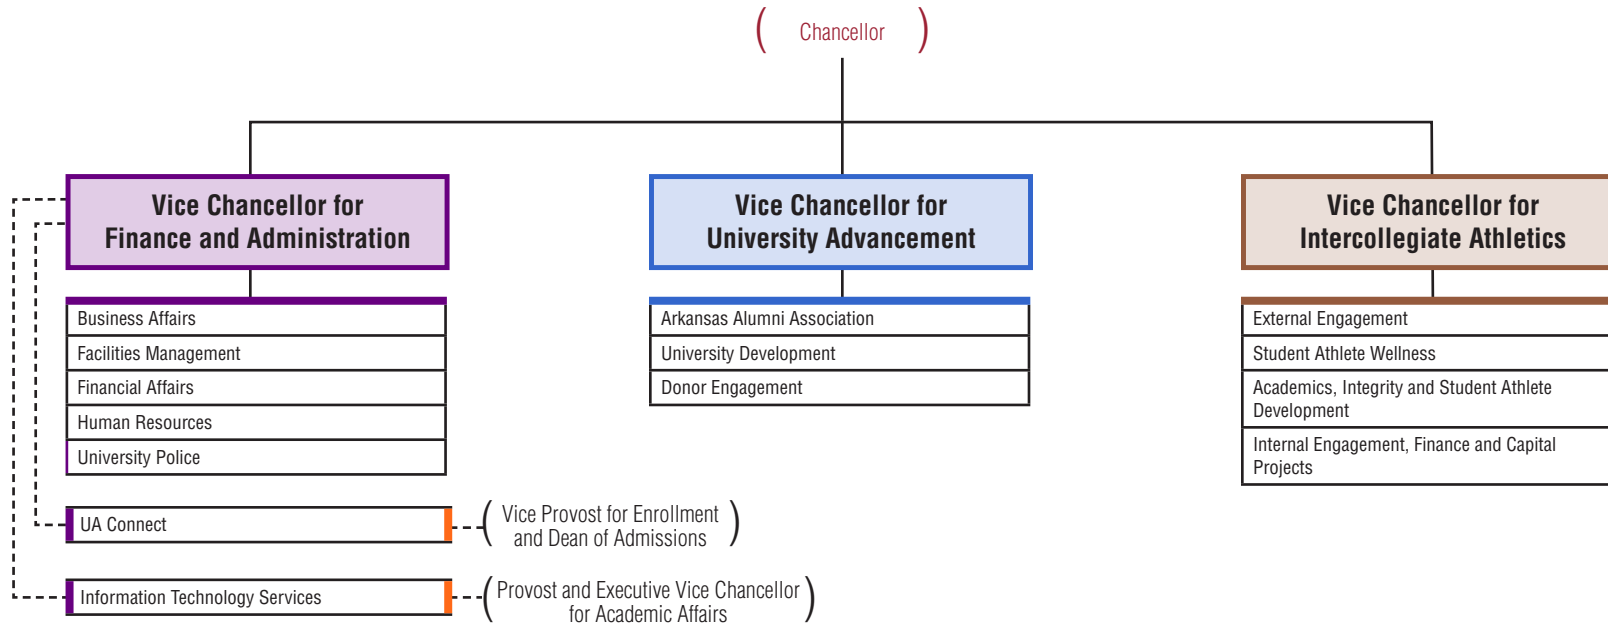 ( Chancellor )
Vice Chancellor for
Finance and Administration
Business Affairs
Facilities Management
Financial Affairs
Human Resources
University Police
UA Connect
( Vice Provost for Enrollment
and Dean of Admissions )
Information Technology Services
( Provost and Executive Vice Chancellor
for Academic Affairs )
Vice Chancellor for
University Advancement
Arkansas Alumni Association
University Development
Donor Engagement
Vice Chancellor for
Intercollegiate Athletics
External Engagement
Student Athlete Wellness
Academics, Integrity and Student Athlete
Development
Internal Engagement, Finance and Capital
Projects